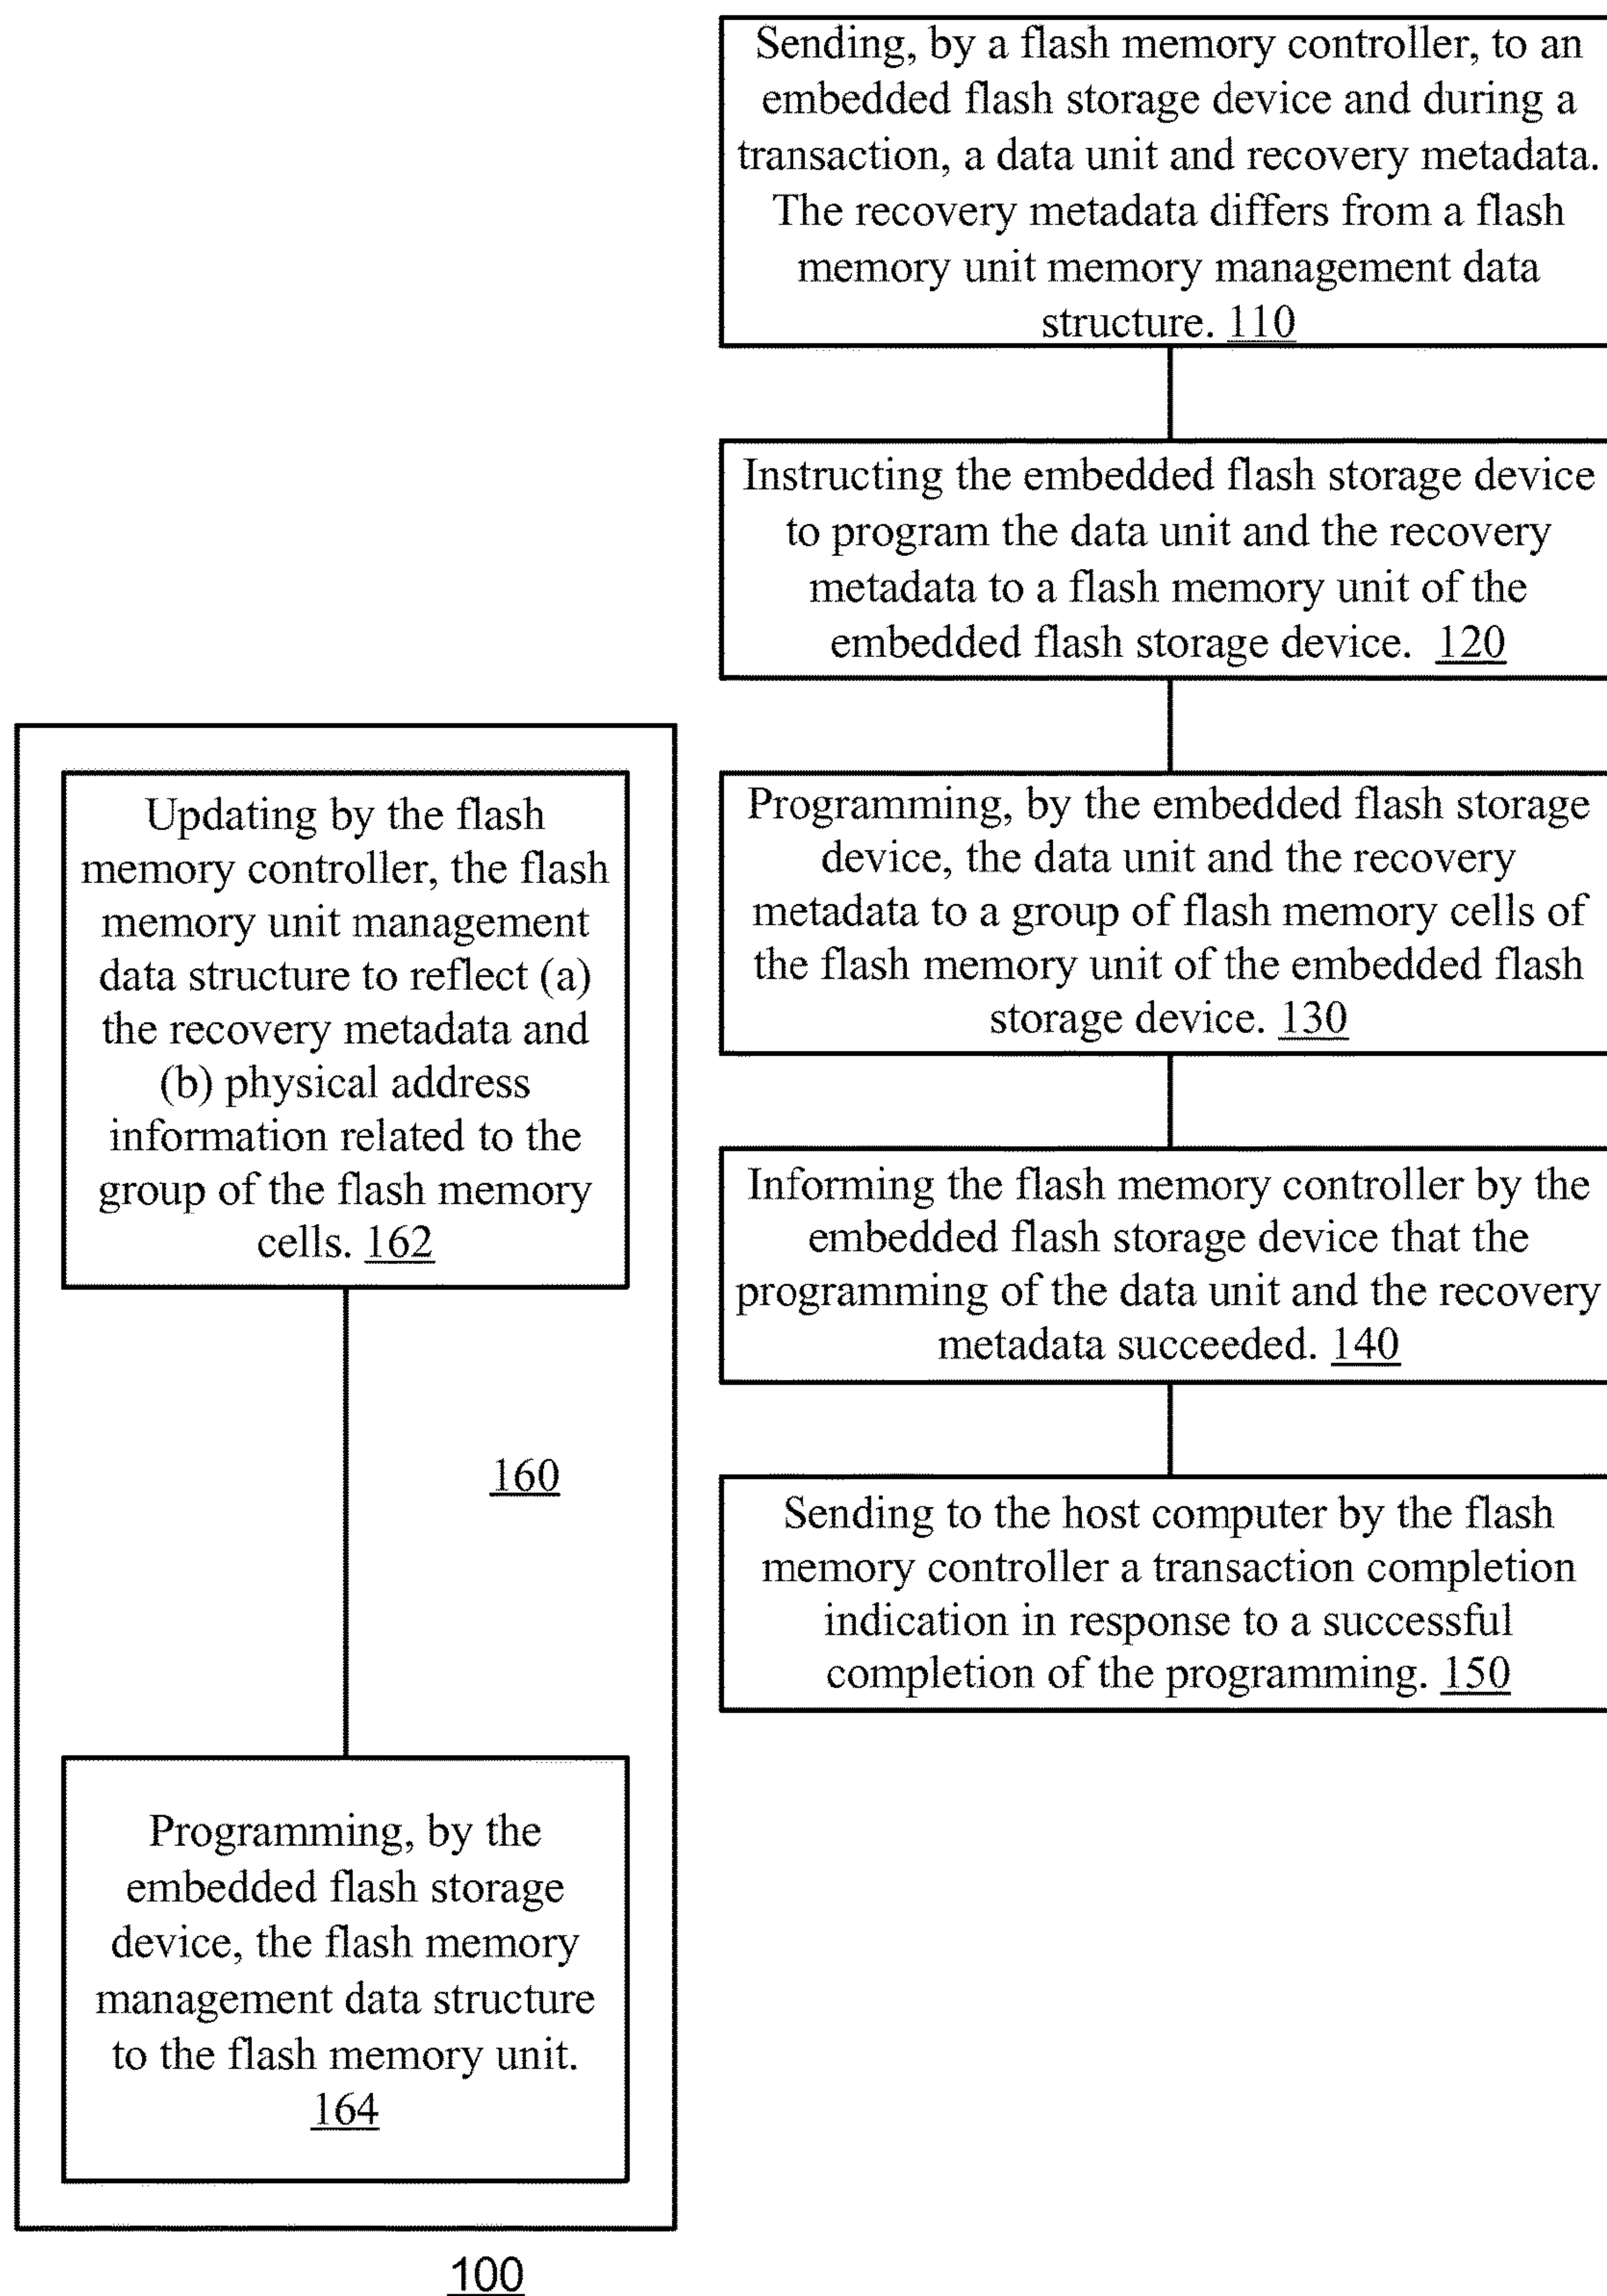 Sending, by a flash memory controller, to an
embedded flash storage device and during a
transaction, a data unit and recovery metadata.
The recovery metadata differs from a flash
memory unit memory management data
structure. 110
Instructing the embedded flash storage device
to program the data unit and the recovery
metadata to a flash memory unit of the
embedded flash storage device. 120
Programming, by the embedded flash storage
device, the data unit and the recovery
metadata to a group of flash memory cells of
the flash memory unit of the embedded flash
storage device. 130
Informing the flash memory controller by the
embedded flash storage device that the
programming of the data unit and the recovery
metadata succeeded. 140
Sending to the host computer by the flash
memory controller a transaction completion
indication in response to a successful
completion of the programming. 150
Updating by the flash
memory controller, the flash
memory unit management
data structure to reflect (a)
the recovery metadata and
(b) physical address
information related to the
group of the flash memory
cells. 162
160
Programming, by the
embedded flash storage
device, the flash memory
management data structure
to the flash memory unit.
164
100